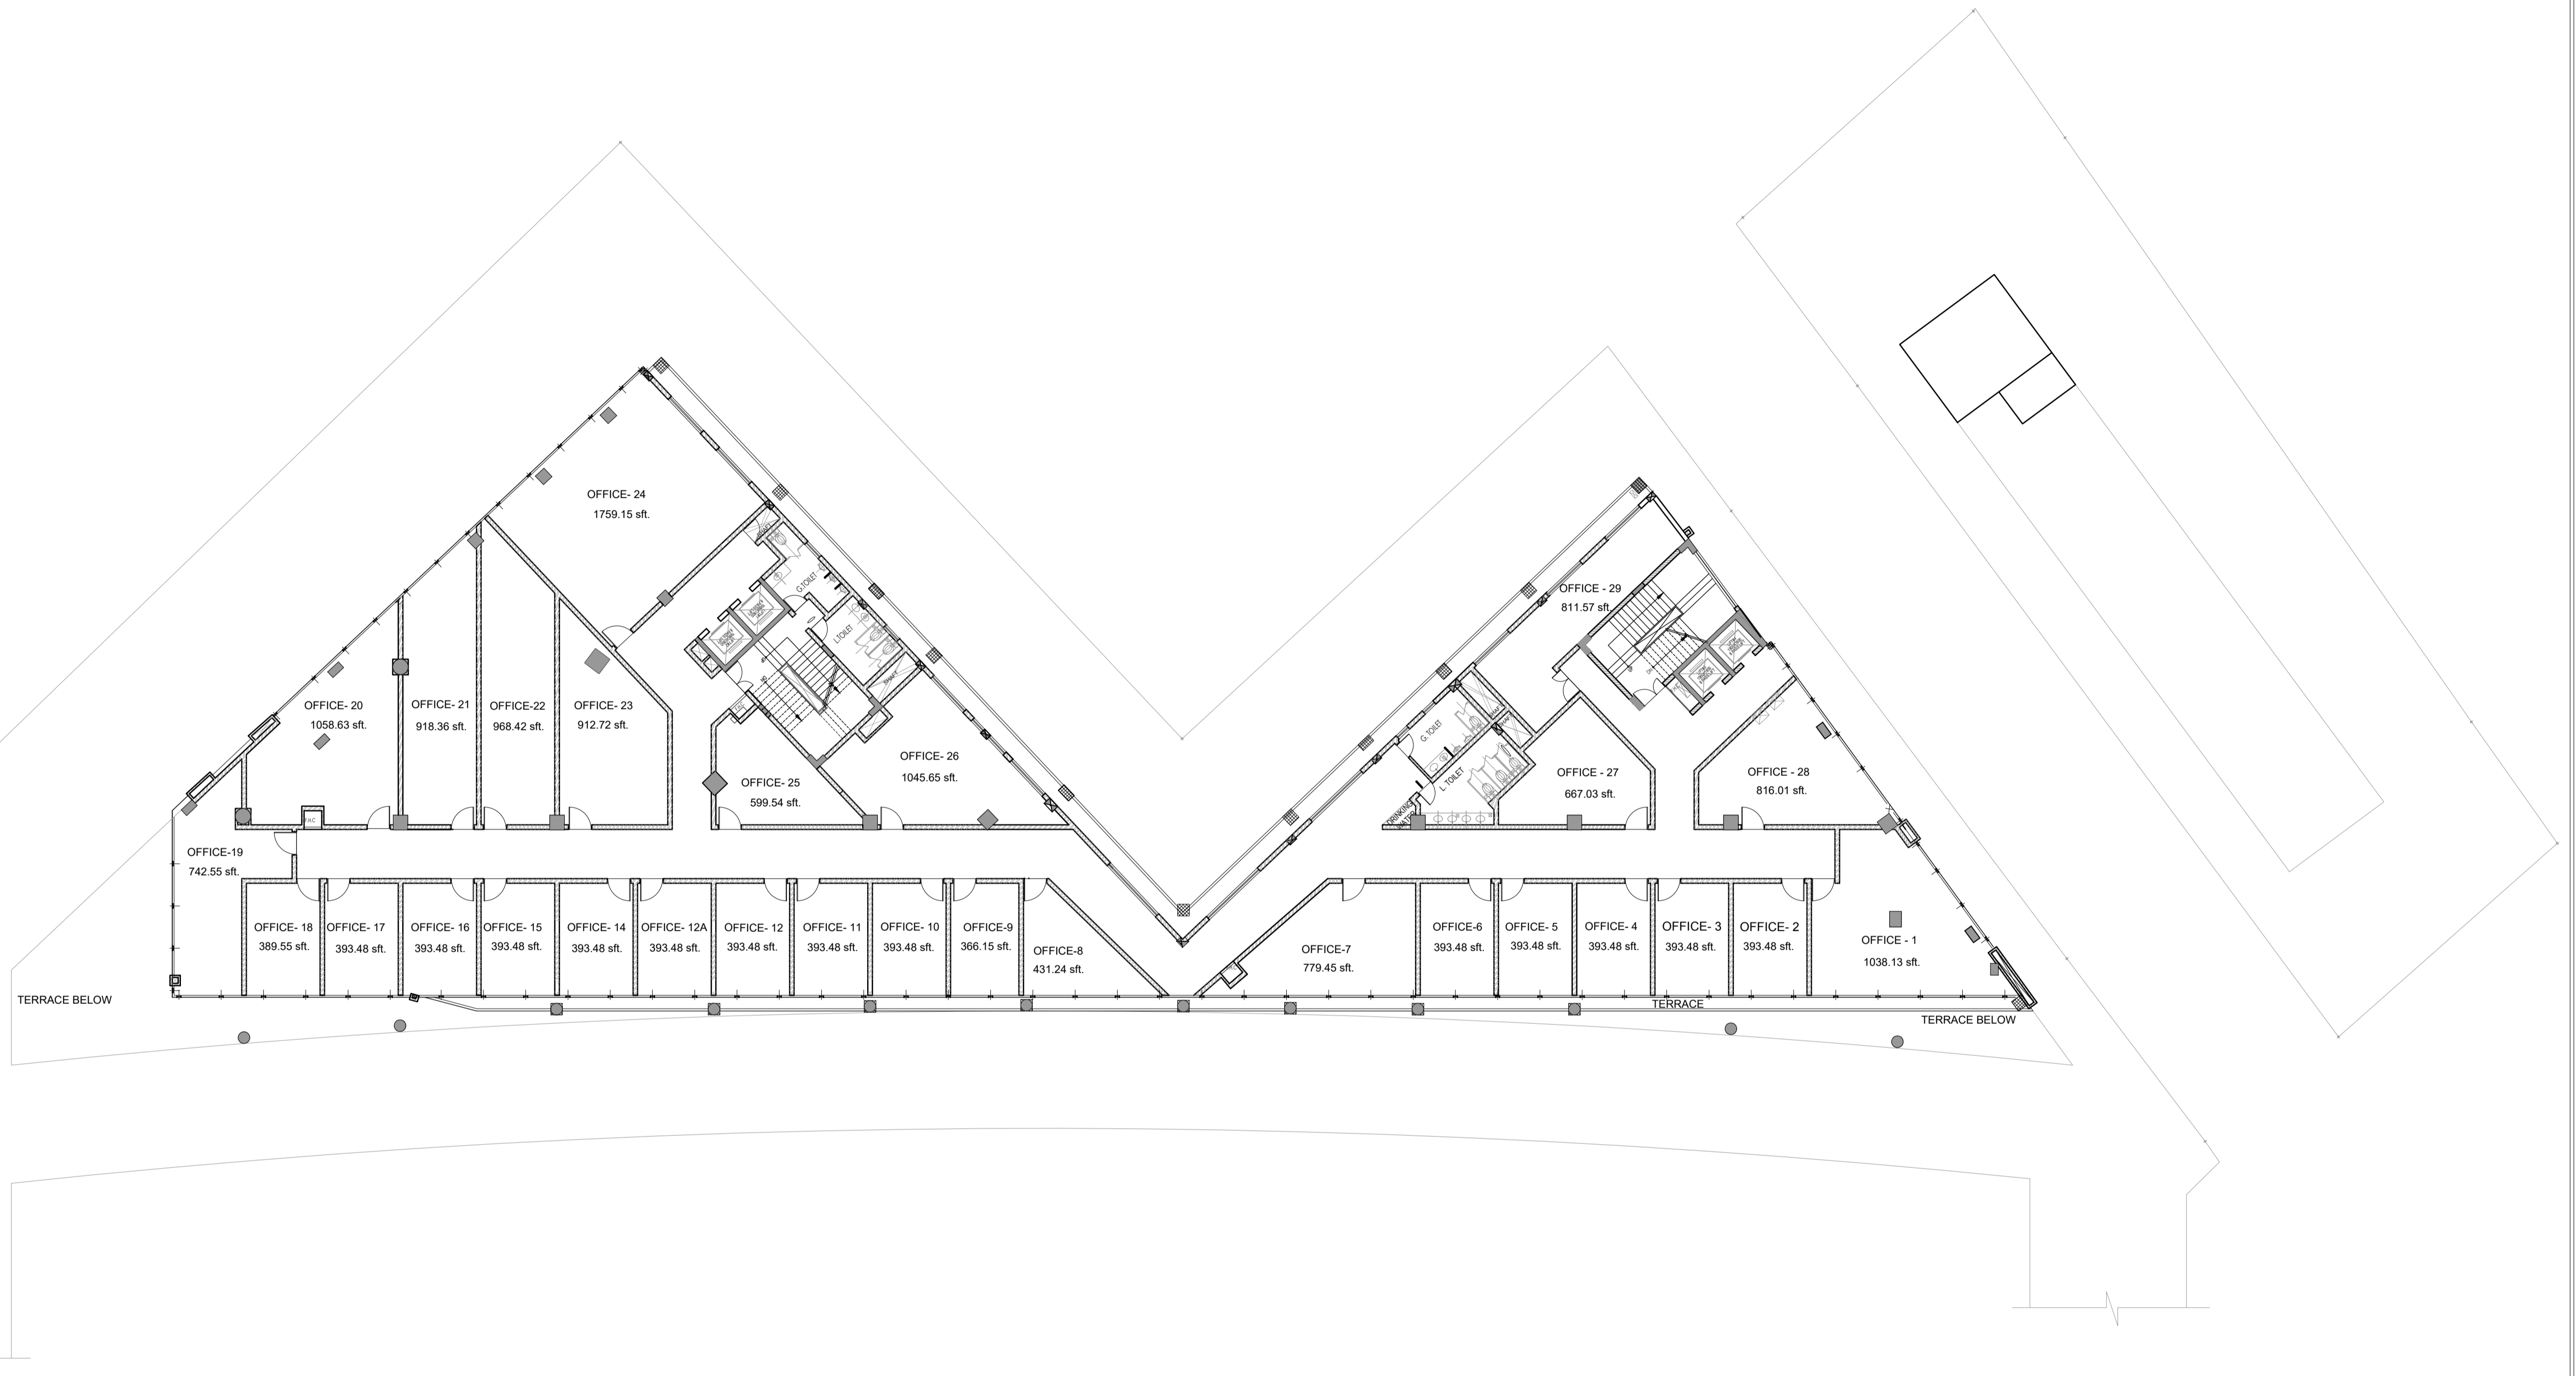 OFFICE- 24
1759.15 sft.
OFFICE- 20
1058.63 sft.
OFFICE- 21
918.36 sft.
OFFICE-22
968.42 sft.
OFFICE- 23
912.72 sft.
G.TOILET
L.TOILET
SHAFT
OFFICE- 25
599.54 sft.
OFFICE- 26
1045.65 sft.
OFFICE - 29
811.57 sft.
G.TOILET
L. TOILET
DRINKING
WATER
OFFICE - 27
667.03 sft.
OFFICE - 28
816.01 sft.
OFFICE-19
742.55 sft.
OFFICE- 18
389.55 sft.
OFFICE- 17
393.48 sft.
OFFICE- 16
393.48 sft.
OFFICE- 15
393.48 sft.
OFFICE- 14
393.48 sft.
OFFICE- 12A
393.48 sft.
OFFICE- 12
393.48 sft.
OFFICE- 11
393.48 sft.
OFFICE- 10
393.48 sft.
OFFICE-9
366.15 sft.
OFFICE-8
431.24 sft.
OFFICE-7
779.45 sft.
OFFICE-6
393.48 sft.
OFFICE- 5
393.48 sft.
OFFICE- 4
393.48 sft.
OFFICE- 3
393.48 sft.
OFFICE- 2
393.48 sft.
OFFICE - 1
1038.13 sft.
TERRACE BELOW
TERRACE
TERRACE BELOW